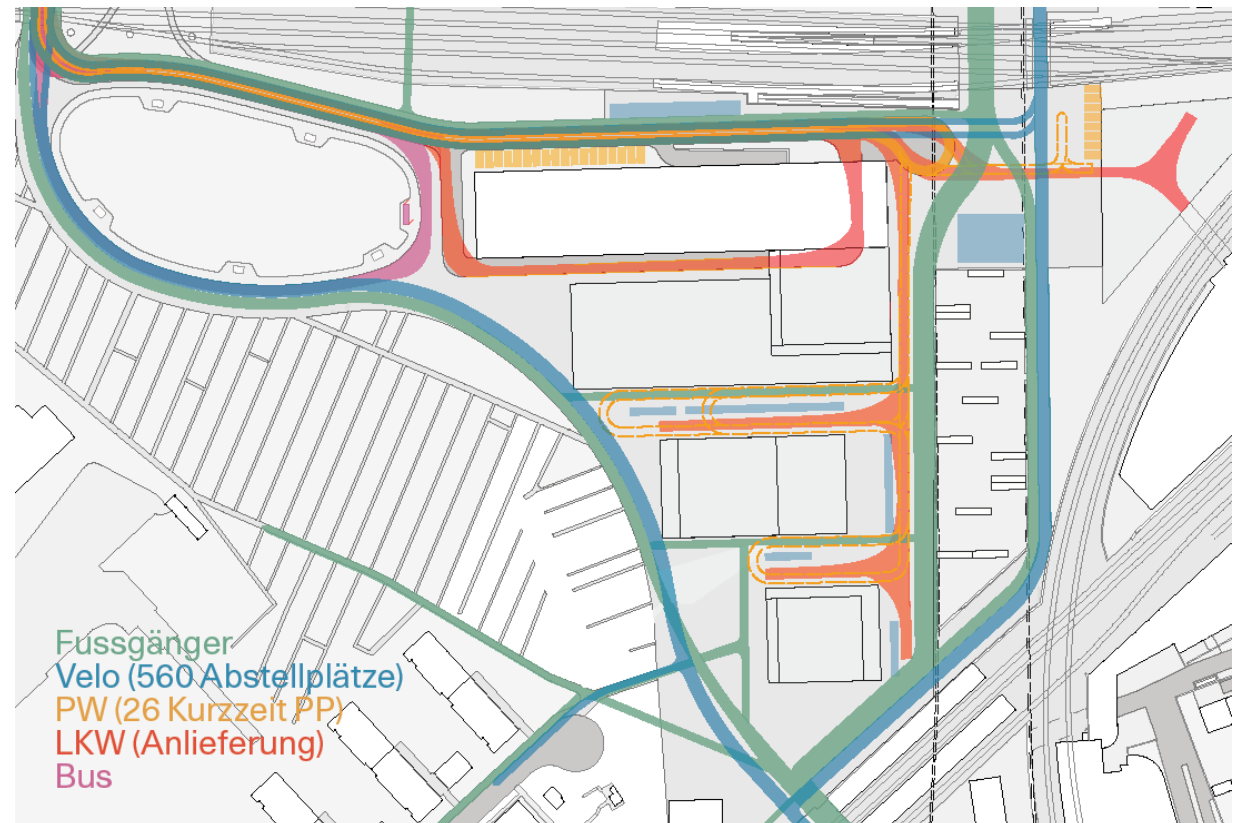 Fussgänger
Velo (560 Abstellplätze)
PW (26 Kurzzeit PP)
LKW (Anlieferung)
Bus